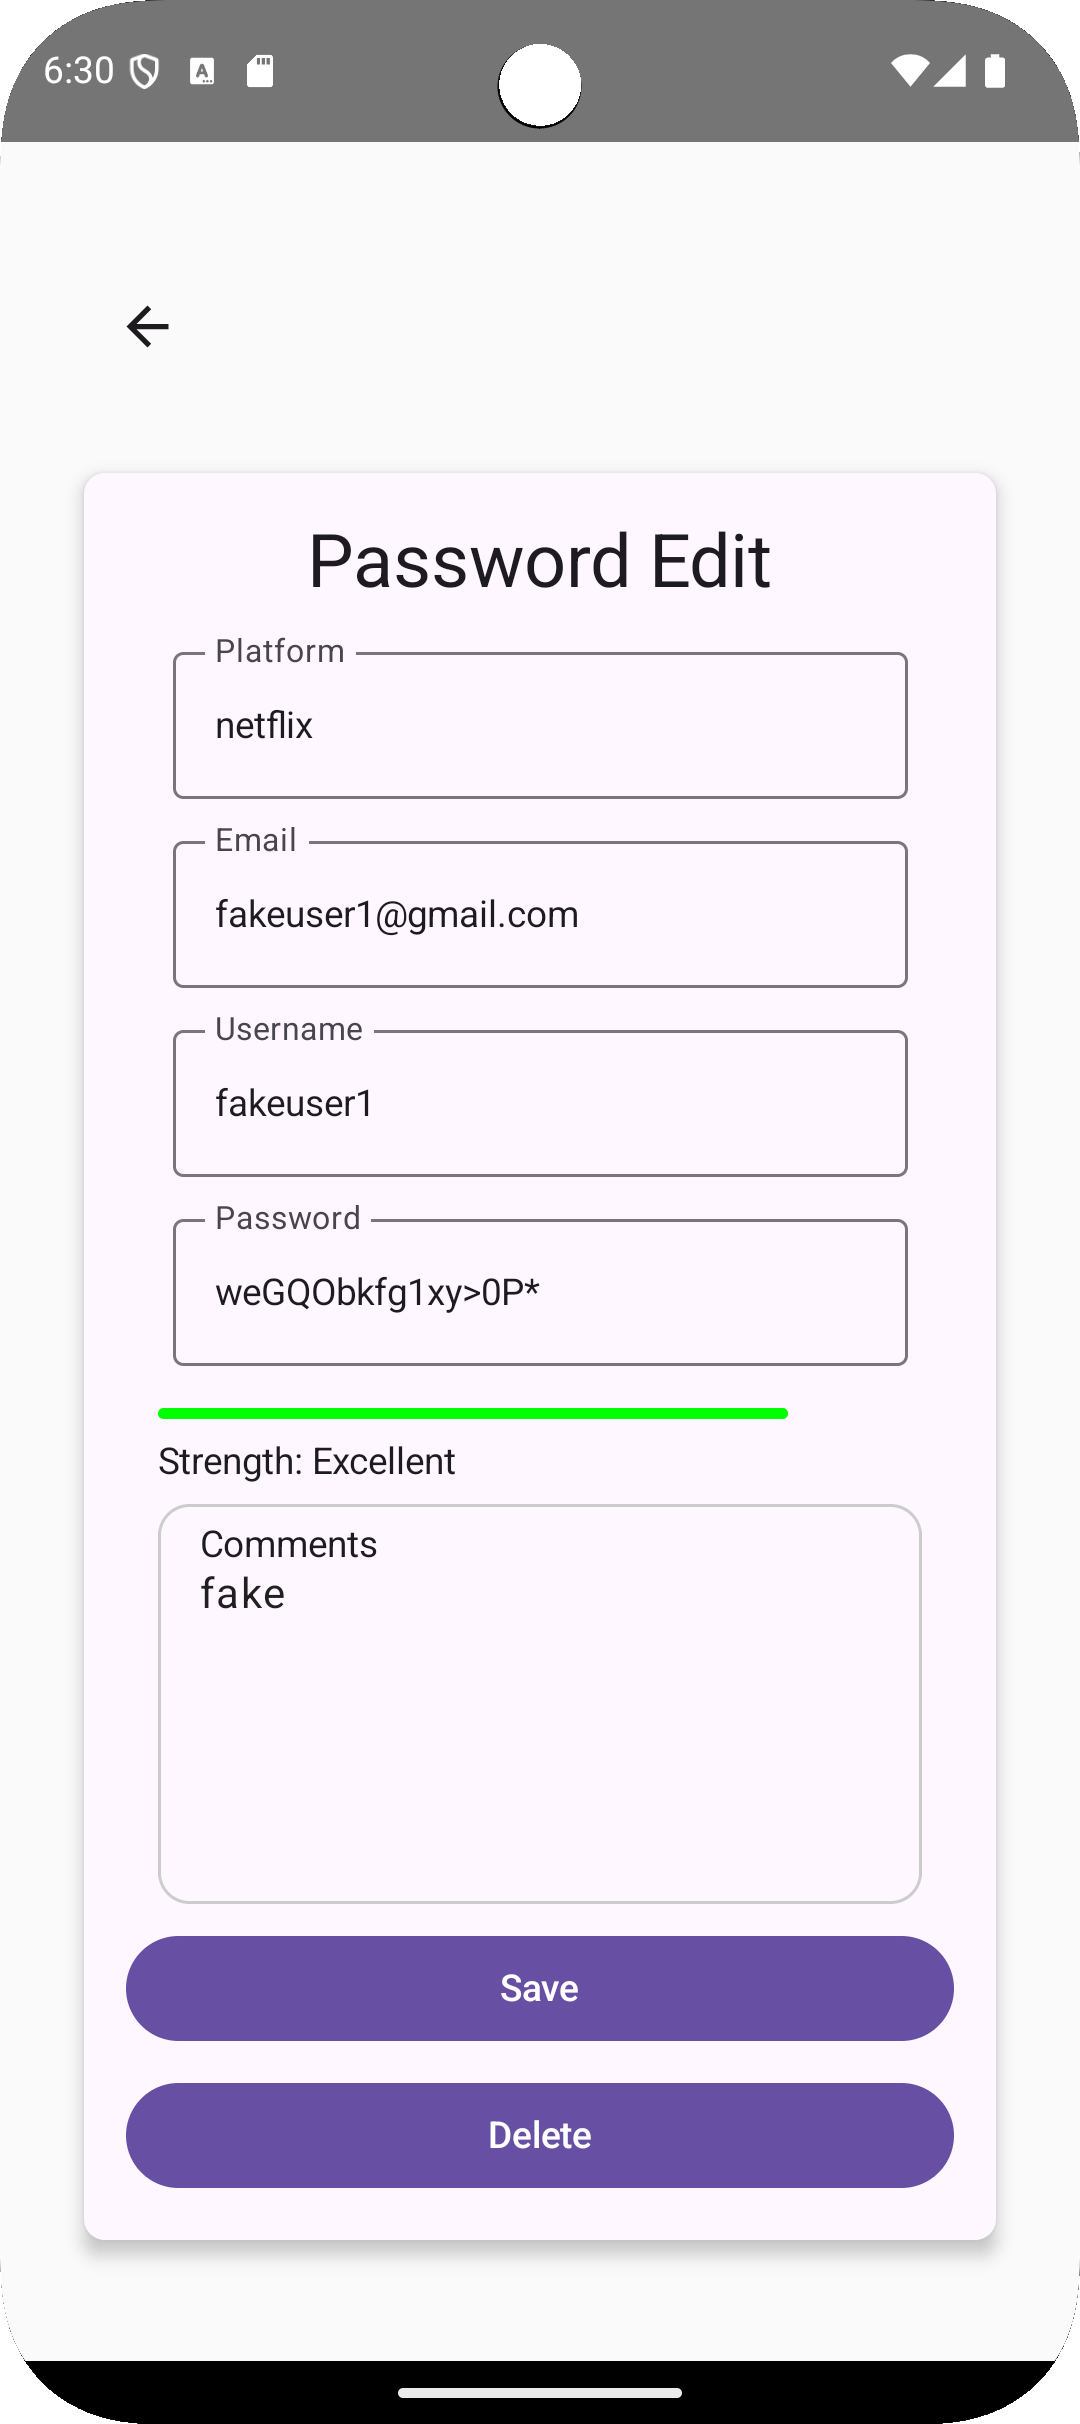 6:30
Password Edit
Platform
netflix
Email
fakeuser1@gmail.com
Username
fakeuser1
Password
weGQObkfg1xy>0P*
Strength: Excellent
Comments
fake
Save
Delete